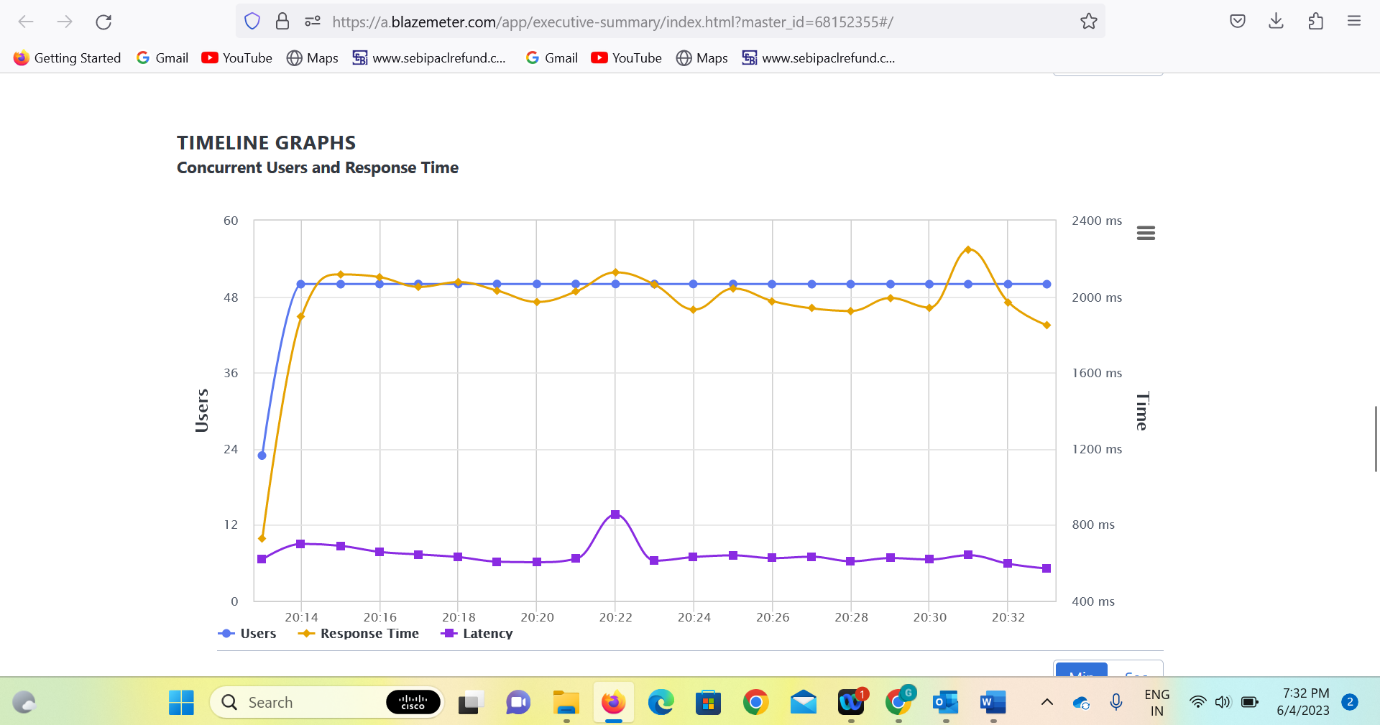 https://a.blazemeter.com/app/executive-summary/index.html?master_id=68152355#/
Getting Started Gmail YouTube Maps www.sebipaclrefund.c... Gmail YouTube Maps www.sebipaclrefund.c...
TIMELINE GRAPHS
Concurrent Users and Response Time
60 2400 ms
48 2000 ms
36 1600 ms
Users Time
24 1200 ms
12 800 ms
0 400 ms
20:14 20:16 20:18 20:20 20:22 20:24 20:26 20:28 20:30 20:32
Users Response Time Latency
Search cisco 1 G ENG 7:32 PM
IN 6/4/2023 2